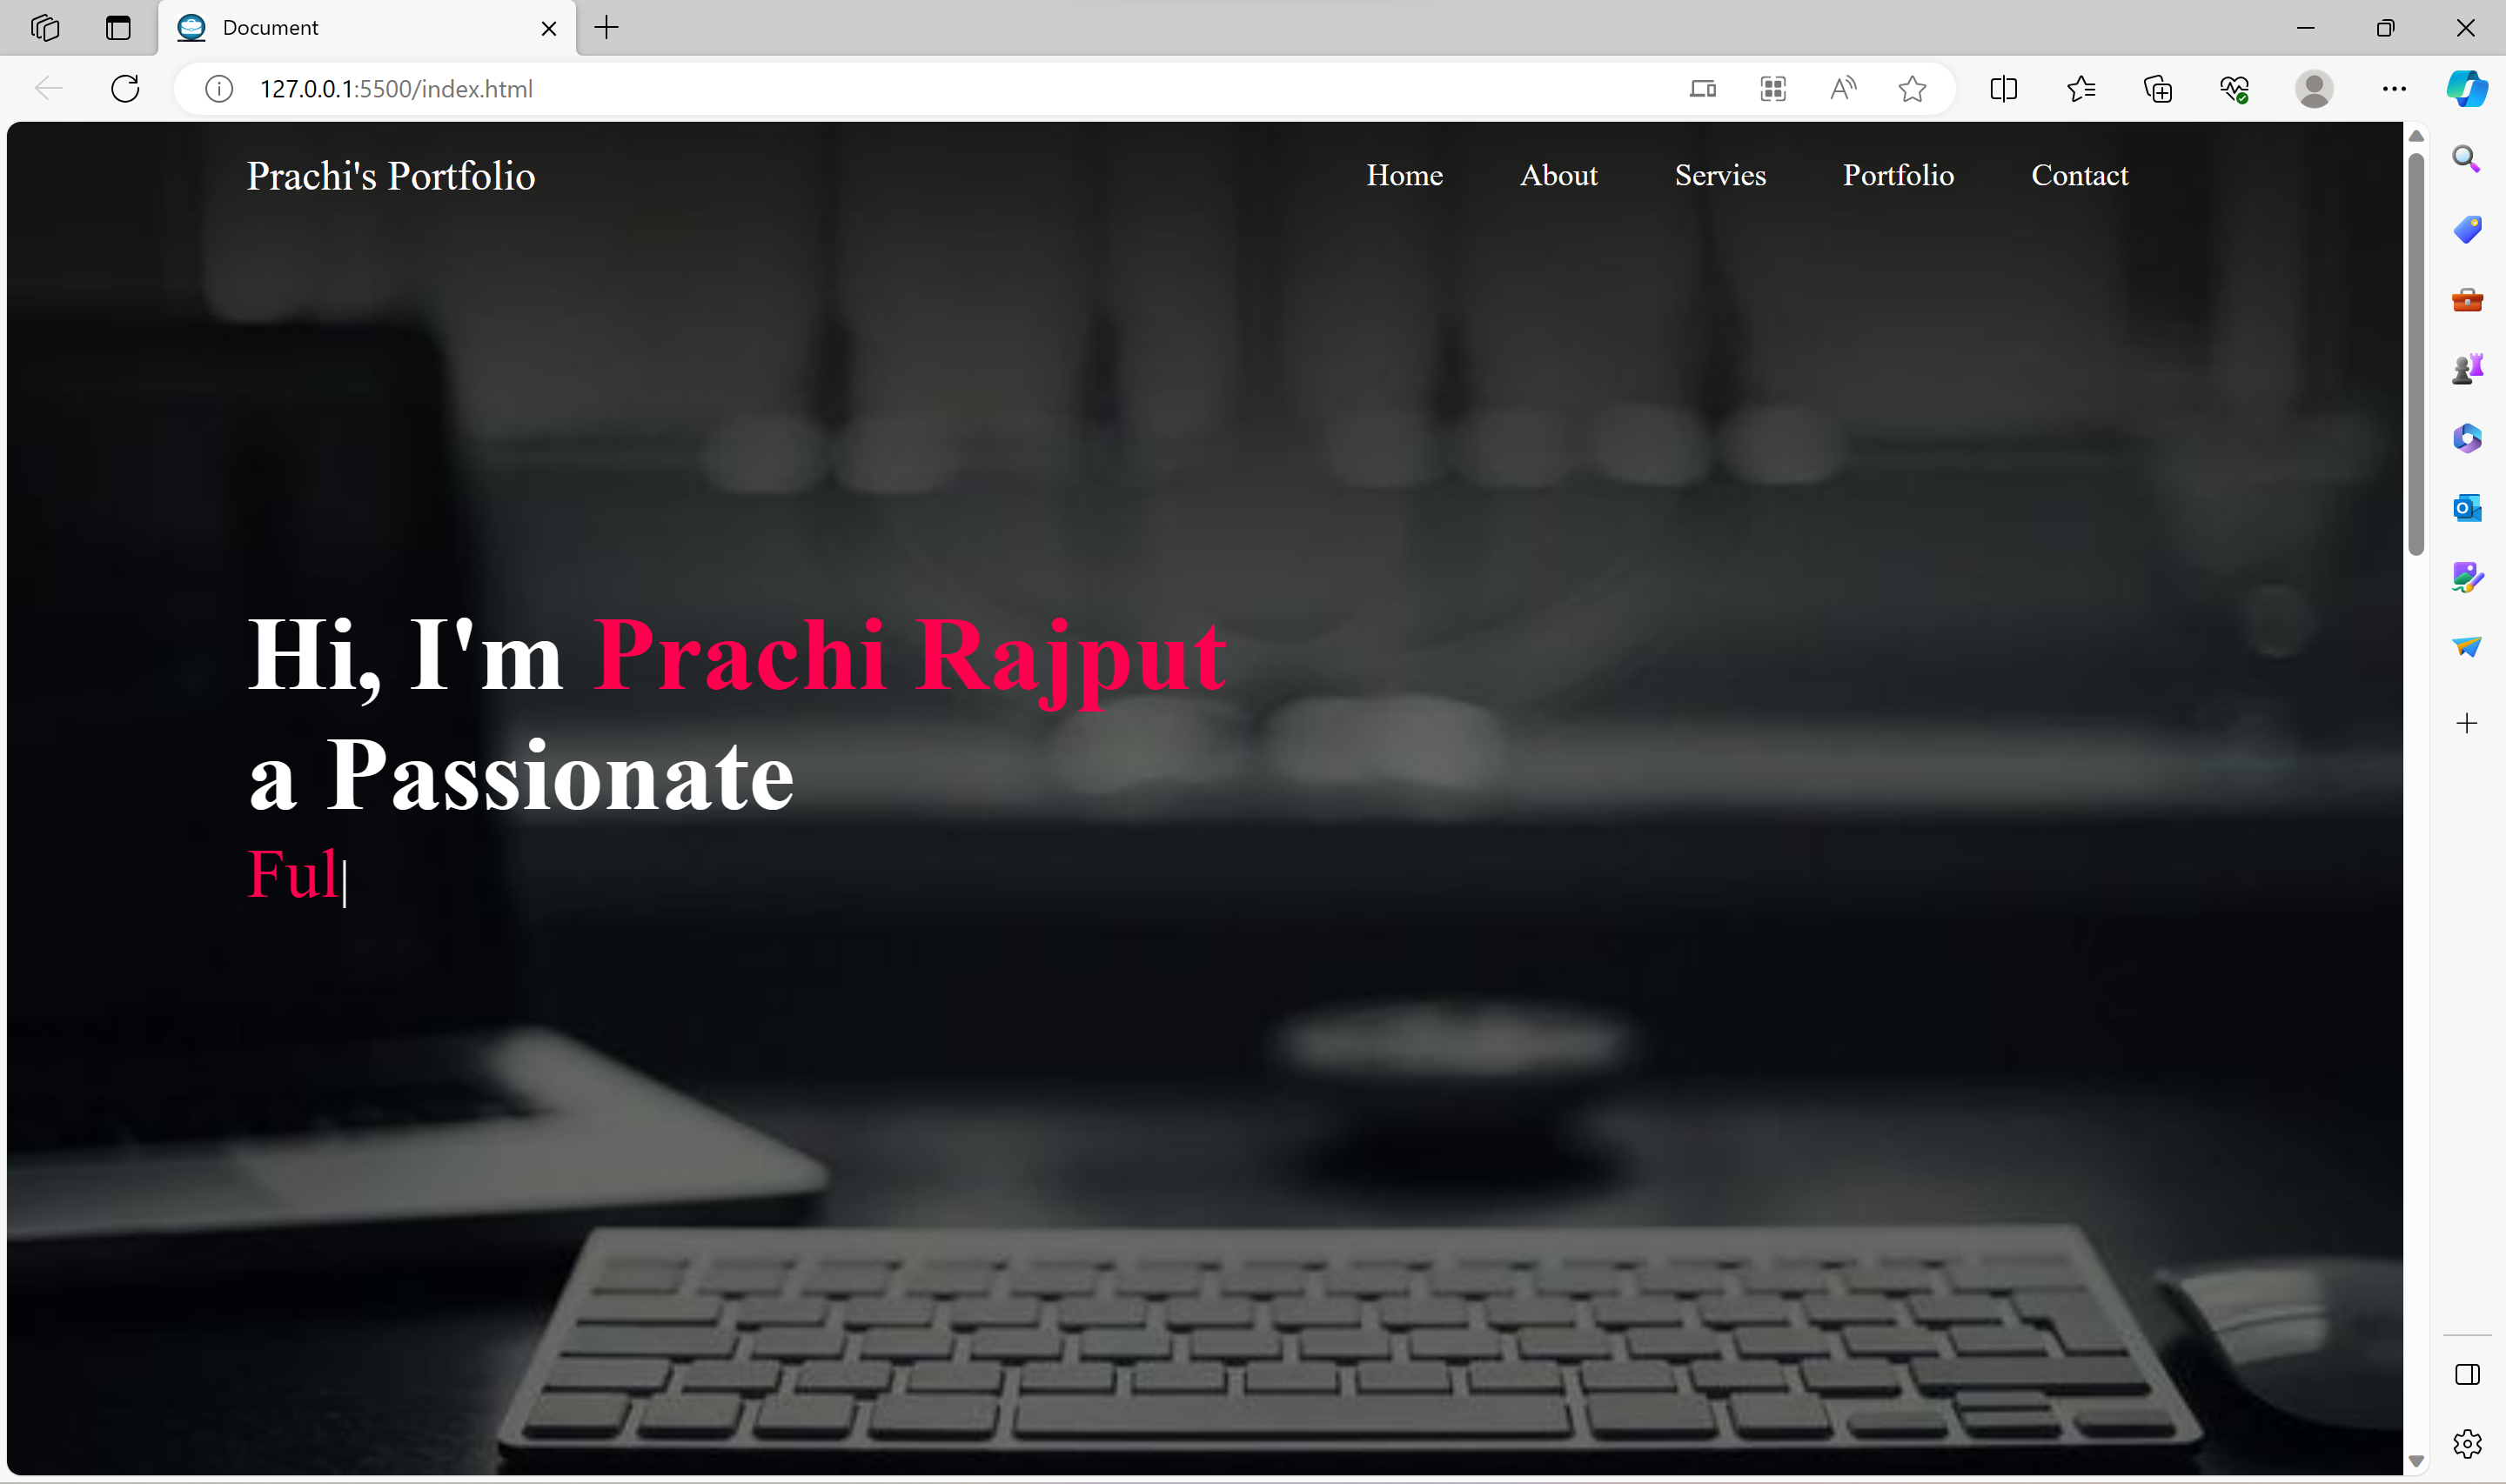 Document
127.0.0.1:5500/index.html
Prachi's Portfolio
Home About Servies Portfolio Contact
Hi, I'm Prachi Rajput
a Passionate
Ful|